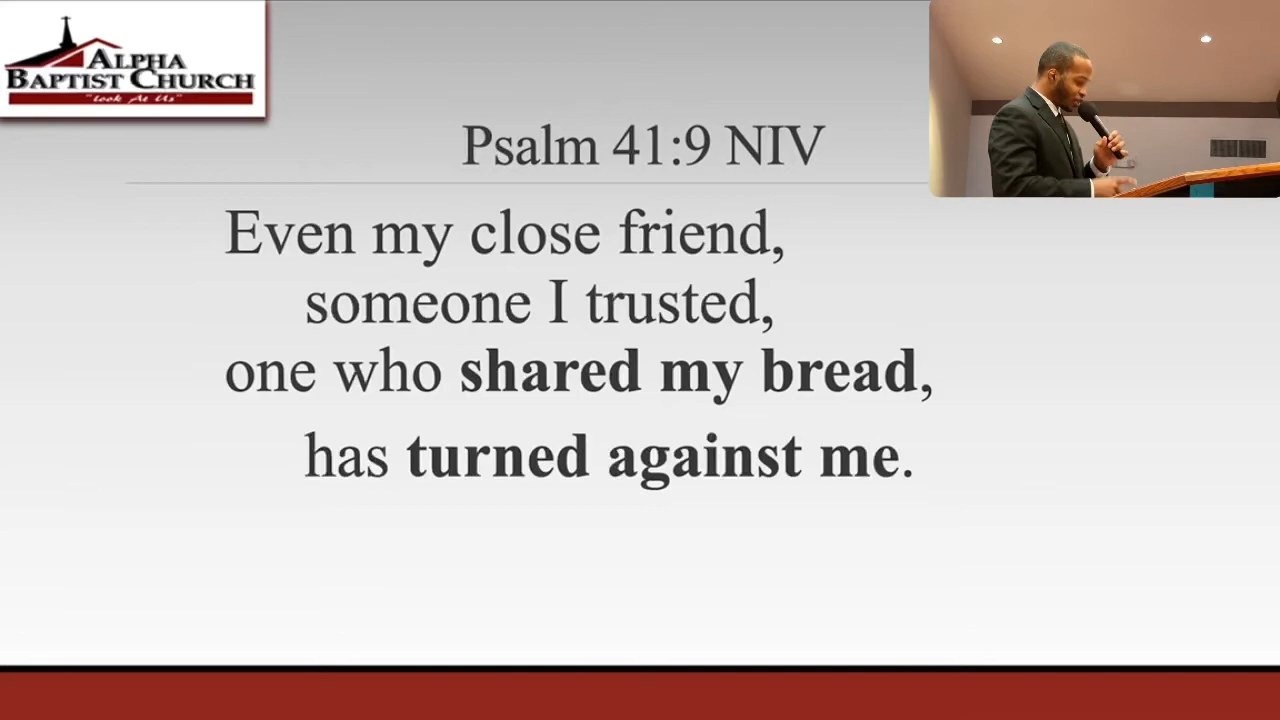 ALPHA
BAPTIST CHURCH
"Look At Us"
Psalm 41:9 NIV
Even my close friend,
someone I trusted,
one who shared my bread,
has turned against me.